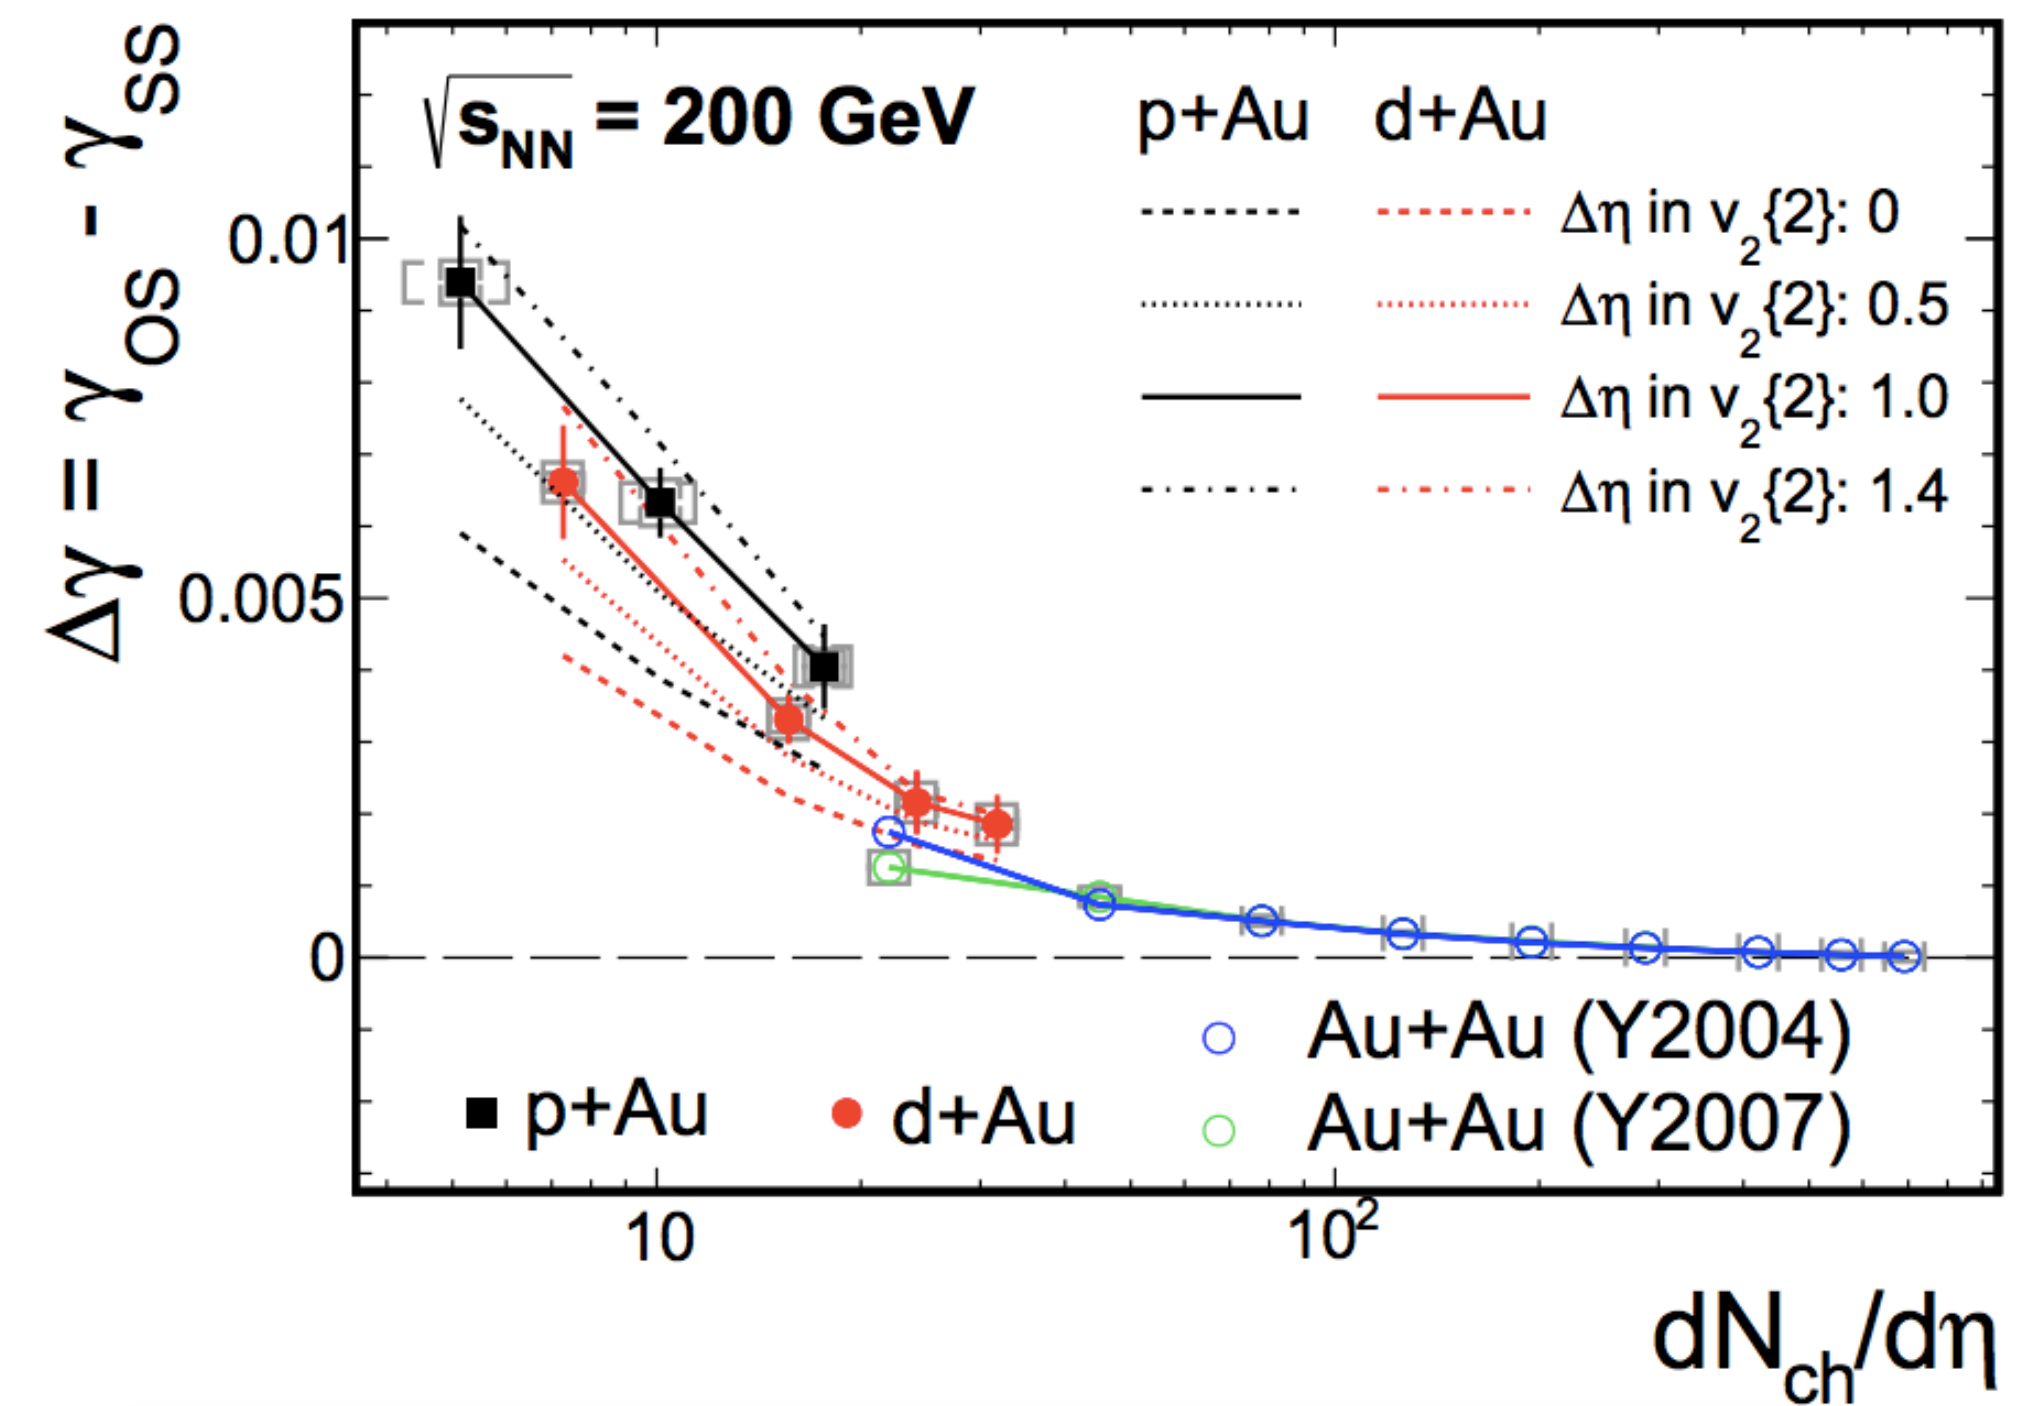 Δγ = γOS - γSS
√sNN = 200 GeV
p+Au d+Au
Δη in v2{2}: 0
Δη in v2{2}: 0.5
Δη in v2{2}: 1.0
Δη in v2{2}: 1.4
0.01
0.005
0
Au+Au (Y2004)
p+Au d+Au
Au+Au (Y2007)
10 10²
dNch/dη